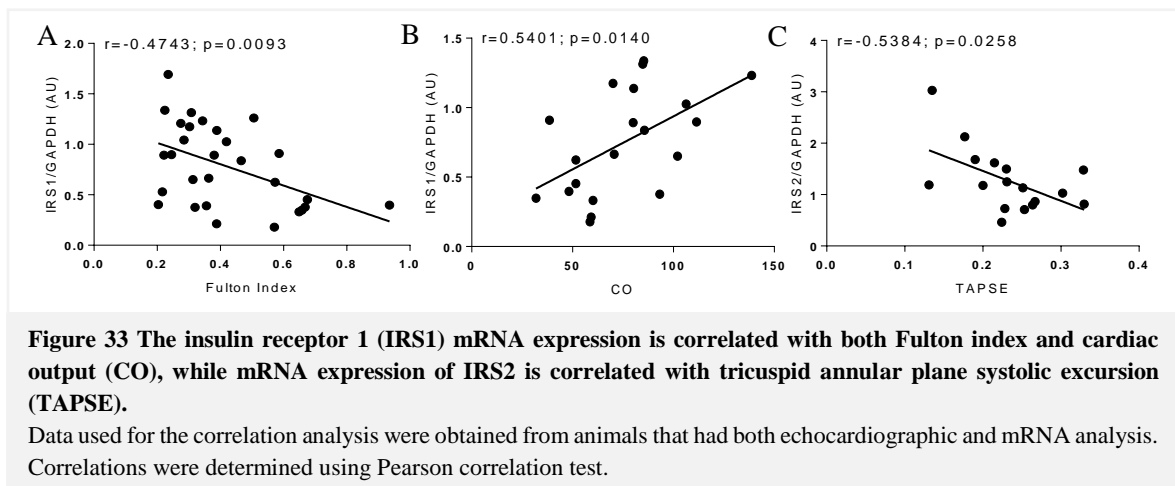 A
r=-0.4743; p=0.0093
IRS1/GAPDH (AU)
2.0
1.5
1.0
0.5
0.0
0.0 0.2 0.4 0.6 0.8 1.0
Fulton Index
B
r=0.5401; p=0.0140
IRS1/GAPDH (AU)
1.5
1.0
0.5
0.0
0 50 100 150
CO
C
r=-0.5384; p=0.0258
IRS2/GAPDH (AU)
4
3
2
1
0
0.0 0.1 0.2 0.3 0.4
TAPSE
Figure 33 The insulin receptor 1 (IRS1) mRNA expression is correlated with both Fulton index and cardiac
output (CO), while mRNA expression of IRS2 is correlated with tricuspid annular plane systolic excursion
(TAPSE).
Data used for the correlation analysis were obtained from animals that had both echocardiographic and mRNA analysis.
Correlations were determined using Pearson correlation test.